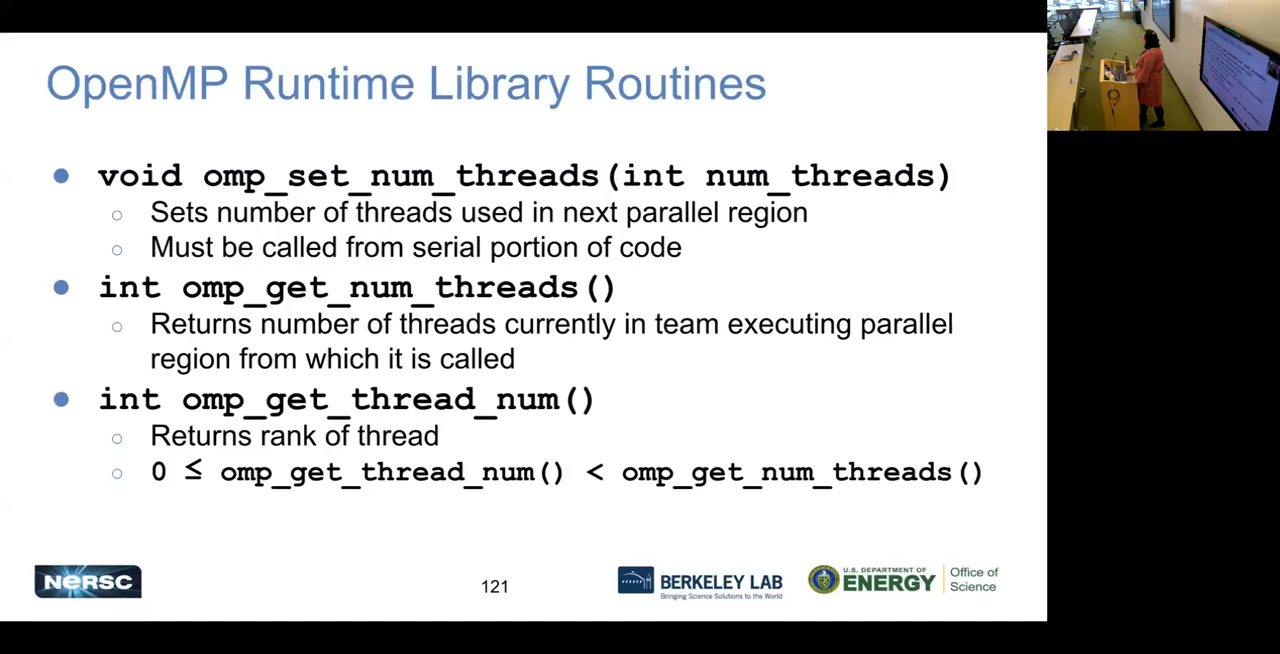 OpenMP Runtime Library Routines
● void omp_set_num_threads(int num_threads)
○ Sets number of threads used in next parallel region
○ Must be called from serial portion of code
● int omp_get_num_threads()
○ Returns number of threads currently in team executing parallel
region from which it is called
● int omp_get_thread_num()
○ Returns rank of thread
○ 0 ≤ omp_get_thread_num() < omp_get_num_threads()
NERSC
121
BERKELEY LAB
Bringing Science Solutions to the World
U.S. DEPARTMENT OF
ENERGY
Office of
Science